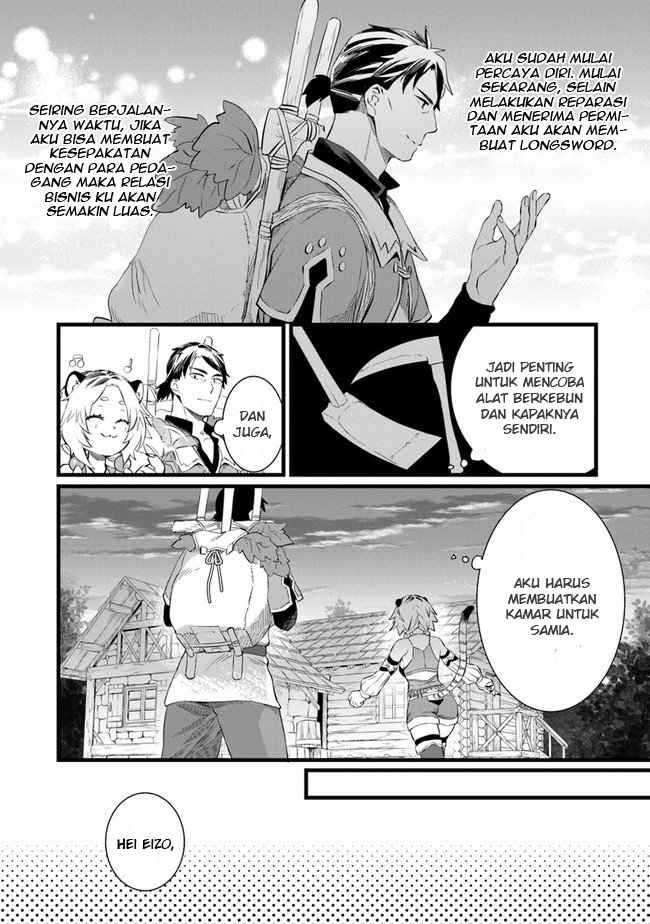 AKU SUDAH MULAI
PERCAYA DIRI. MULAI
SEKARANG, SELAIN
MELAKUKAN REPARASI
DAN MENERIMA PERMI-
TAAN AKU AKAN MEM-
BUAT LONGSWORD.
SEIRING BERJALAN-
NYA WAKTU, JIKA
AKU BISA MEMBUAT
KESEPAKATAN
DENGAN PARA PEDA-
GANG MAKA RELASI
BISNIS KU AKAN
SEMAKIN LUAS.
JADI PENTING
UNTUK MENCOBA
ALAT BERKEBUN
DAN KAPAKNYA
SENDIRI.
DAN
JUGA,
AKU HARUS
MEMBUATKAN
KAMAR UNTUK
SAMIA.
HEI EIZO,